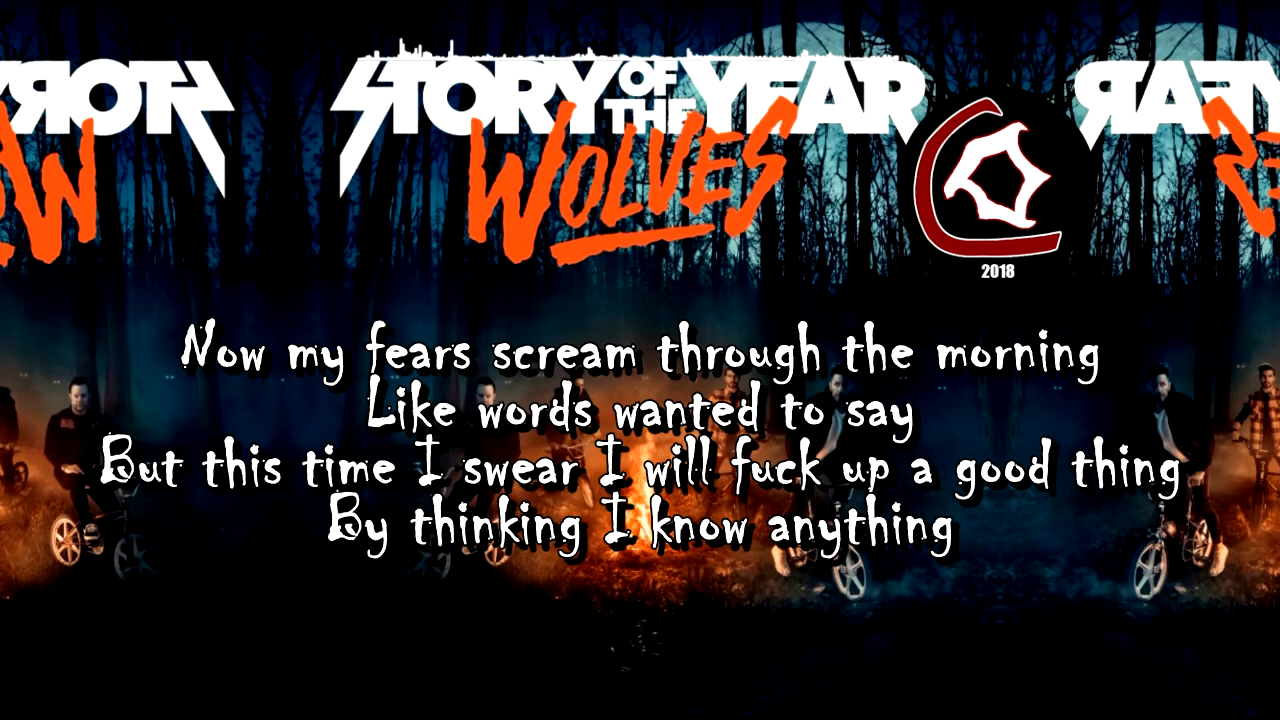 STORY OF THE YEAR
WOLVES
2018
Now my fears scream through the morning
Like words wanted to say
But this time I swear I will fuck up a good thing
By thinking I know anything